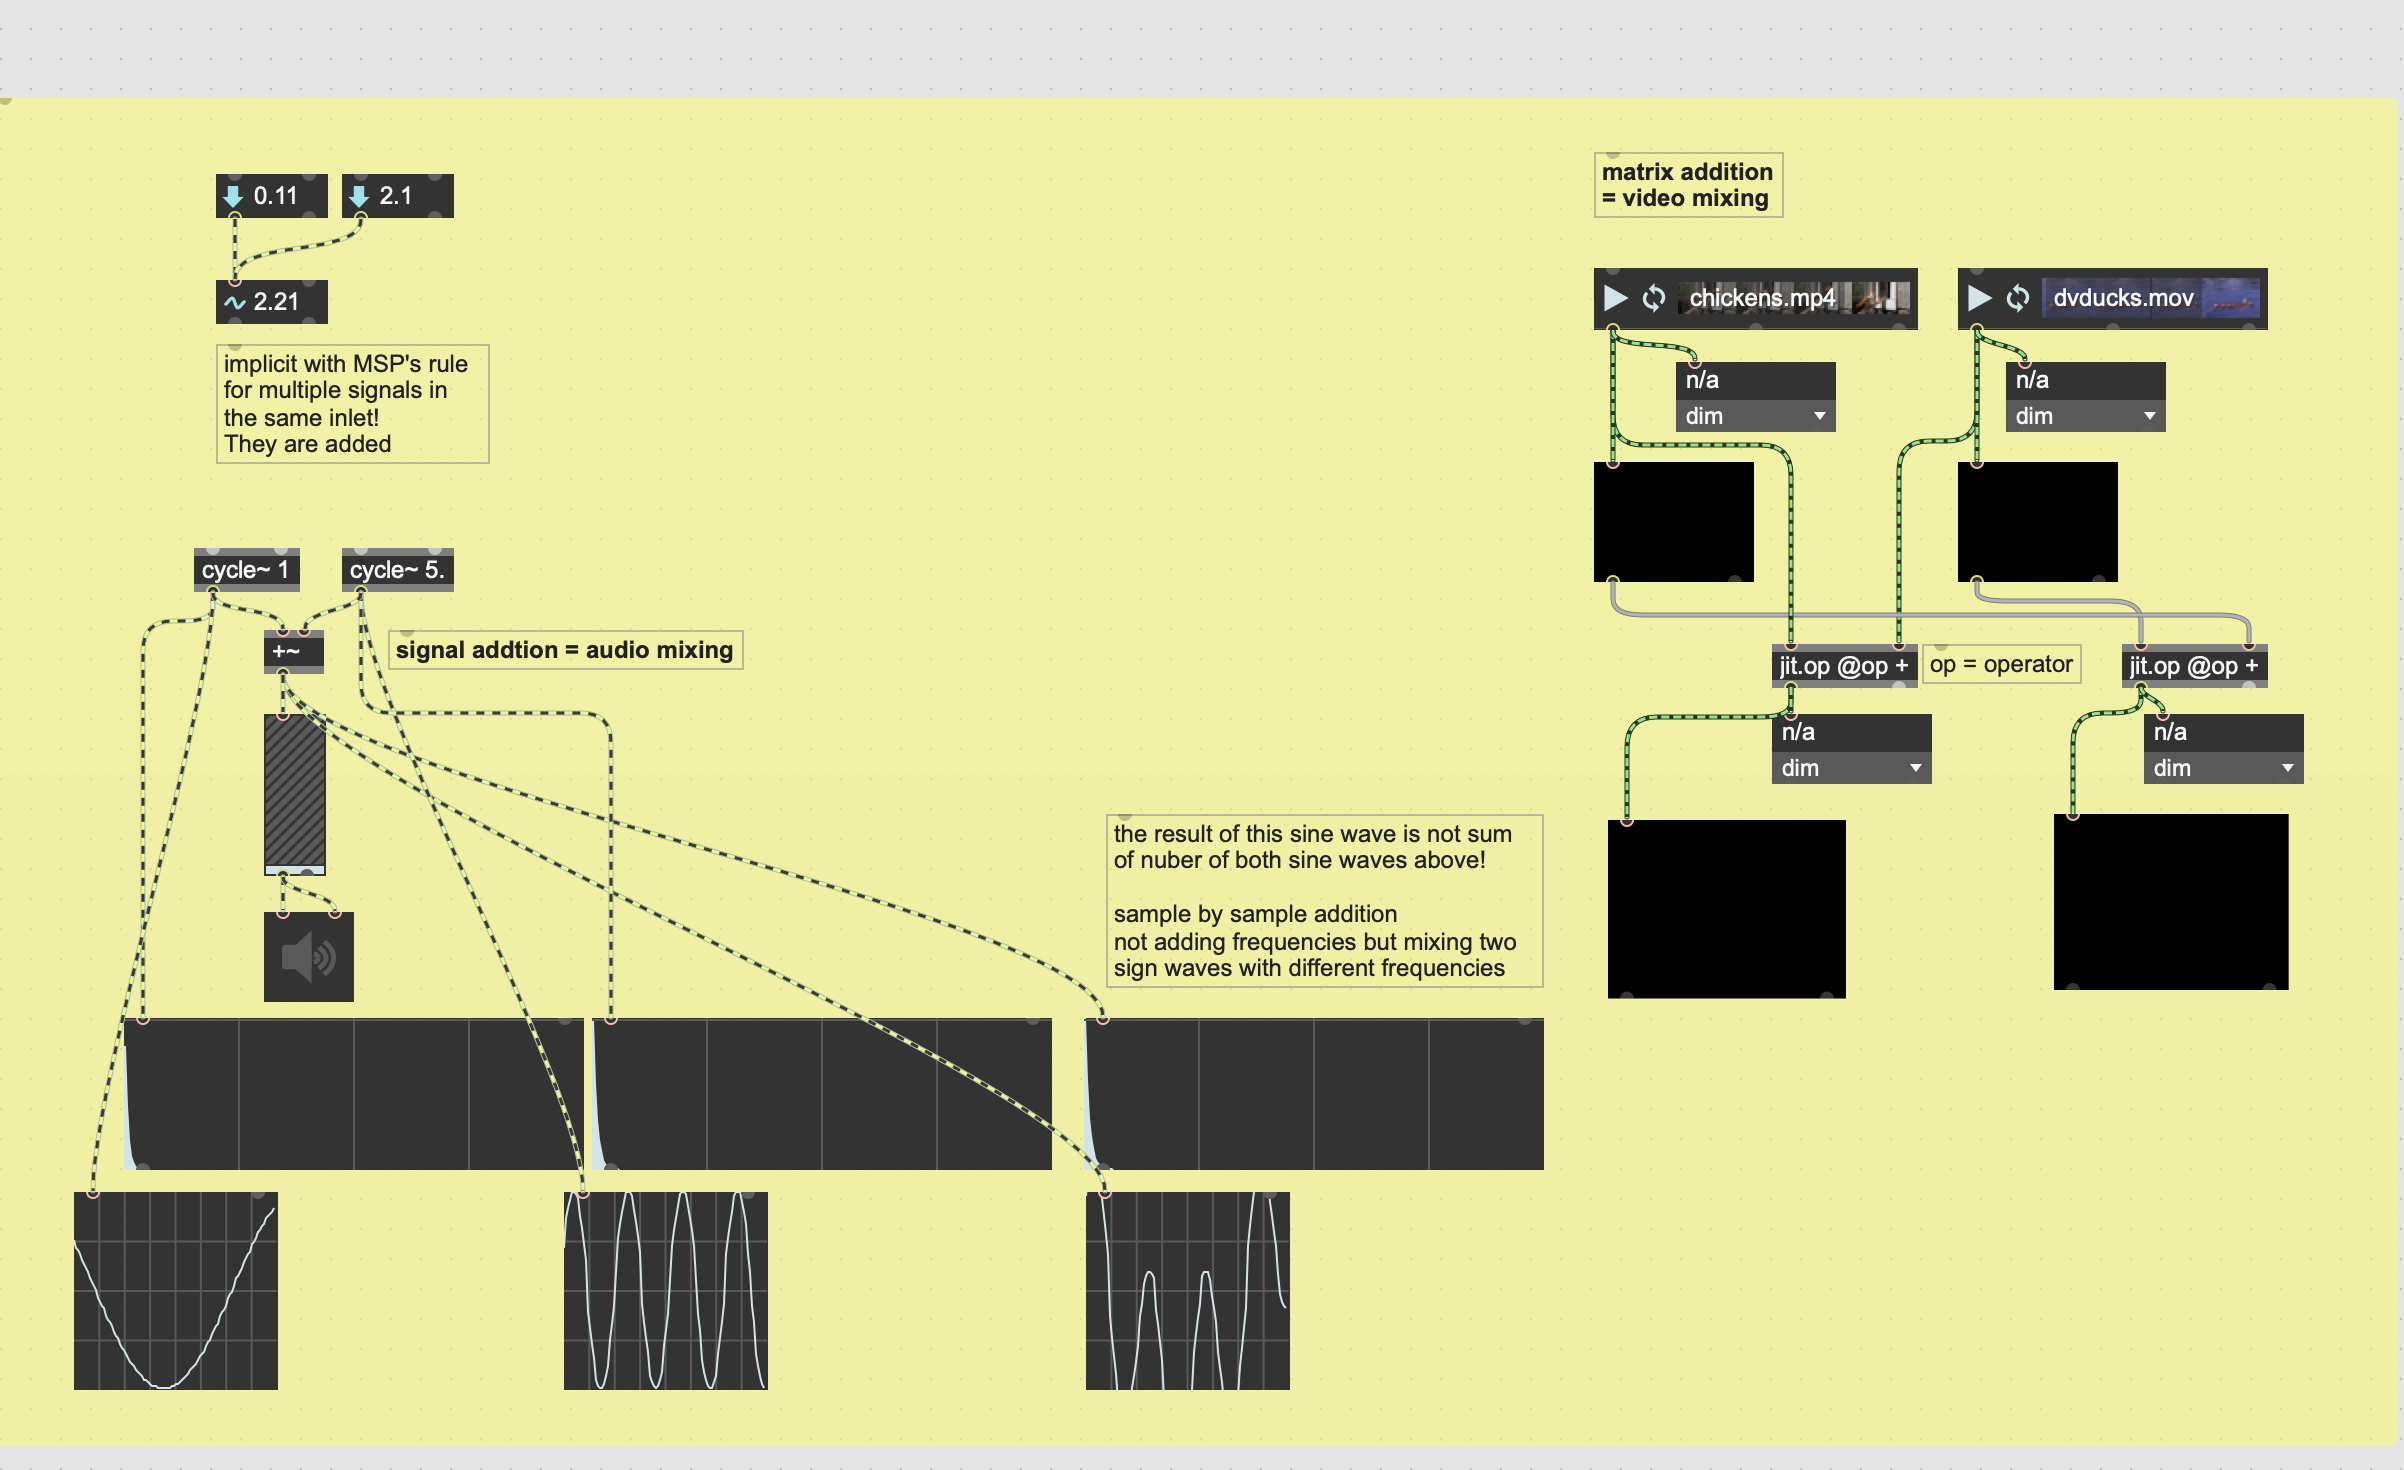 0.11
2.1
2.21
implicit with MSP's rule
for multiple signals in
the same inlet!
They are added
cycle~ 1
cycle~ 5.
+~
signal addtion = audio mixing
the result of this sine wave is not sum
of nuber of both sine waves above!
sample by sample addition
not adding frequencies but mixing two
sign waves with different frequencies
matrix addition
= video mixing
chickens.mp4
dvducks.mov
n/a
dim
n/a
dim
jit.op @op +
op = operator
jit.op @op +
n/a
dim
n/a
dim